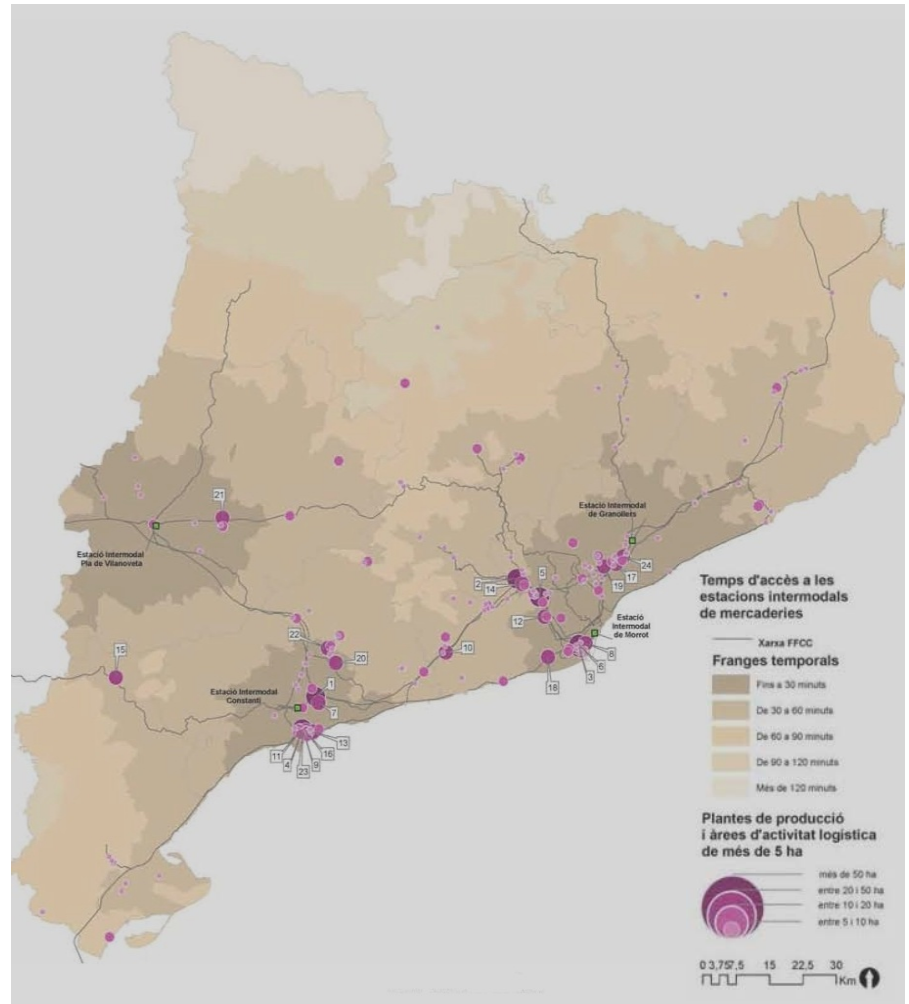 21
Estació Intermodal
Pla de Vilanoveta
Estació Intermodal
de Granollers
2
14
5
24
17
19
12
Estació
Intermodal
de Morrot
8
6
3
18
10
22
20
15
1
Estació Intermodal
Constantí
7
13
16
9
23
4
11
Temps d'accès a les
estacions intermodals
de mercaderies
Xarxa FFCC
Franges temporals
Fins a 30 minuts
De 30 a 60 minuts
De 60 a 90 minuts
De 90 a 120 minuts
Més de 120 minuts
Plantes de producció
i àrees d'activitat logística
de més de 5 ha
més de 50 ha
entre 20 i 50 ha
entre 10 i 20 ha
entre 5 i 10 ha
0 3,75 7,5 15 22,5 30
Km